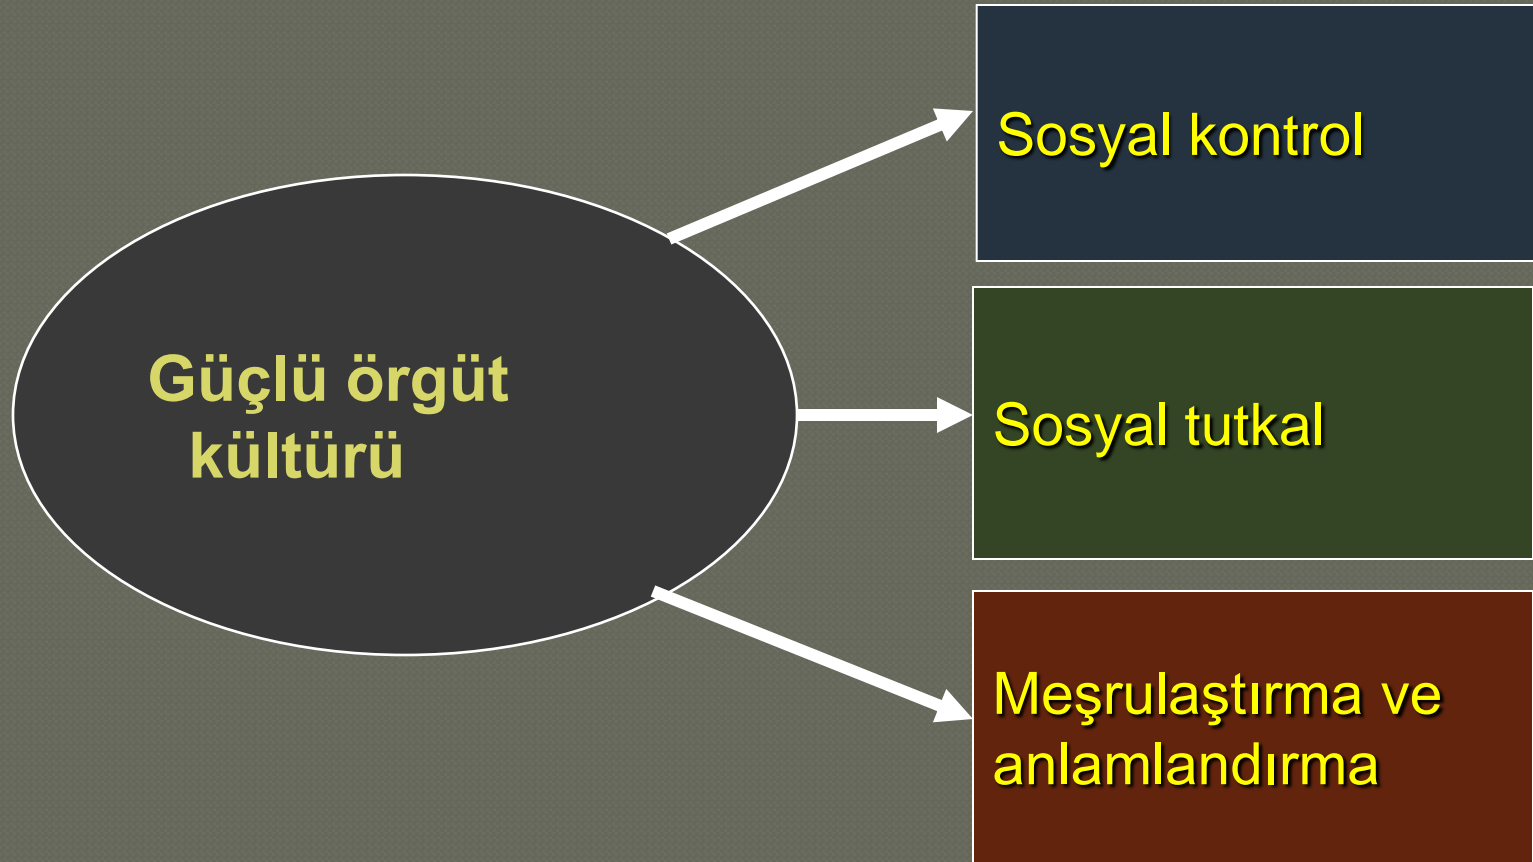 Güçlü örgüt
kültürü
Sosyal kontrol
Sosyal tutkal
Meşrulaştırma ve
anlamlandırma